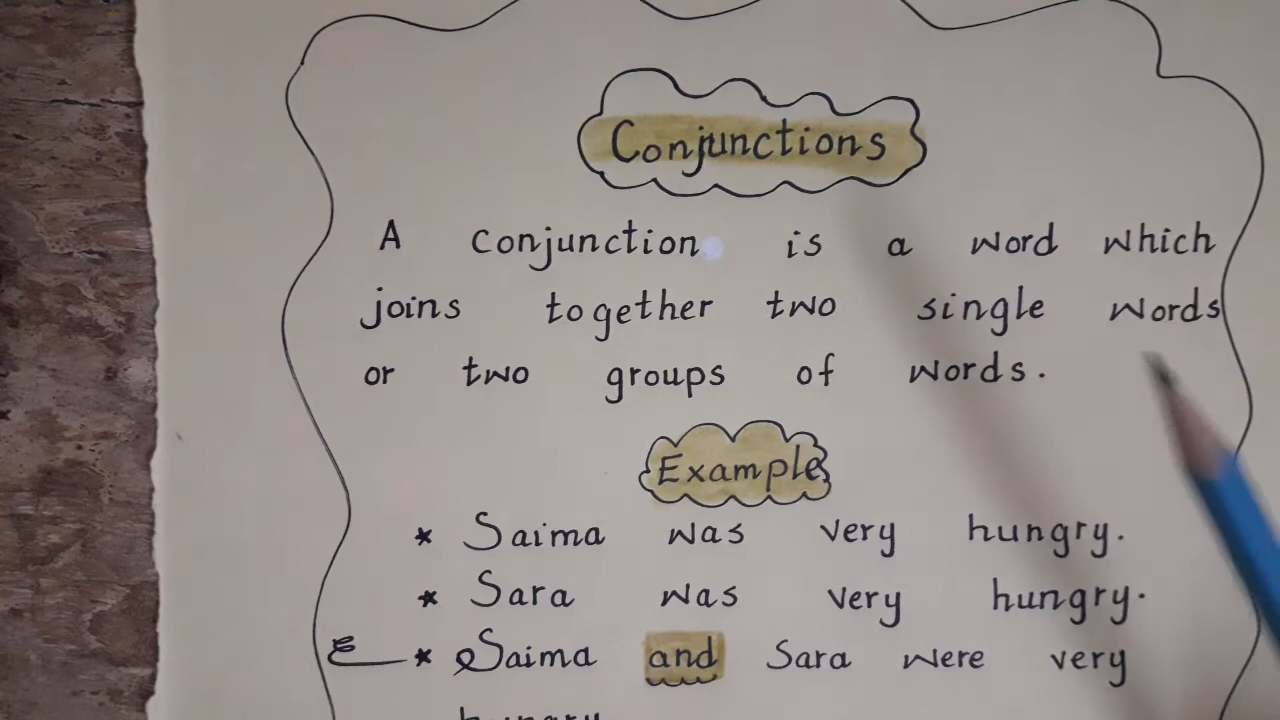 Conjunctions
A conjunction is a word which
joins together two single words
or two groups of words.
Example
* Saima was very hungry.
* Sara was very hungry.
* Saima and Sara were very
hungry